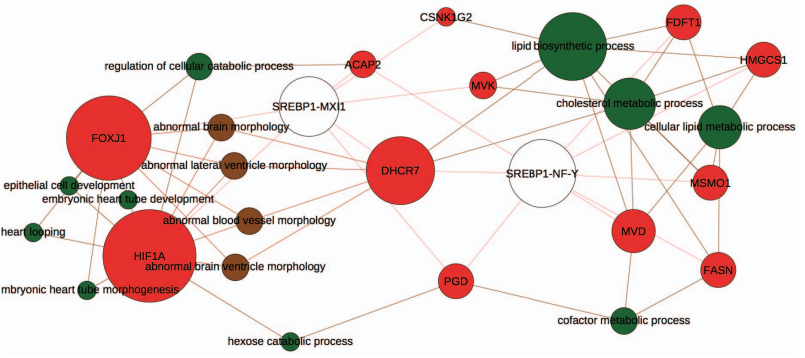 CSNK1G2
FDFT1
lipid biosynthetic process
HMGCS1
regulation of cellular catabolic process
ACAP2
MVK
SREBP1-MXI1
cholesterol metabolic process
FOXJ1
abnormal brain morphology
cellular lipid metabolic process
abnormal lateral ventricle morphology
DHCR7
SREBP1-NF-Y
MSMO1
epithelial cell development
embryonic heart tube development
abnormal blood vessel morphology
heart looping
MVD
HIF1A
abnormal brain ventricle morphology
FASN
PGD
mbryonic heart tube morphogenesis
cofactor metabolic process
hexose catabolic process